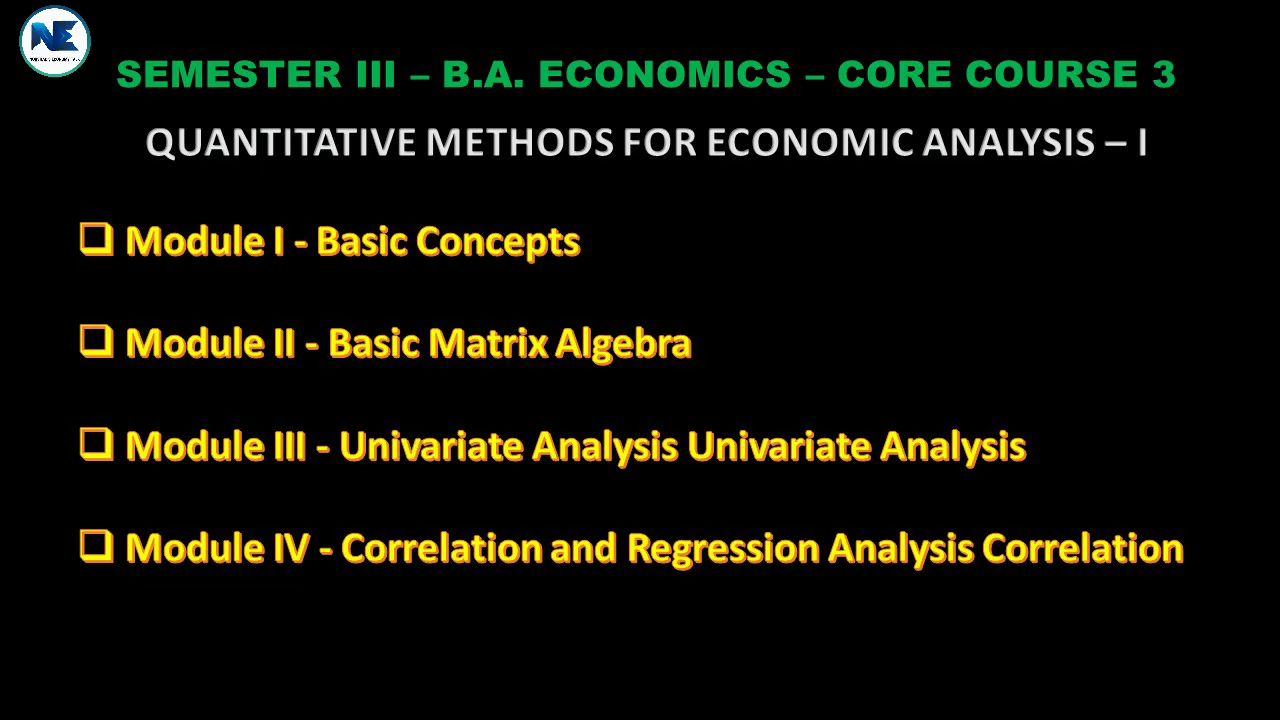 NE
SEMESTER III – B.A. ECONOMICS – CORE COURSE 3
QUANTITATIVE METHODS FOR ECONOMIC ANALYSIS – I
❑ Module I - Basic Concepts
❑ Module II - Basic Matrix Algebra
❑ Module III - Univariate Analysis Univariate Analysis
❑ Module IV - Correlation and Regression Analysis Correlation